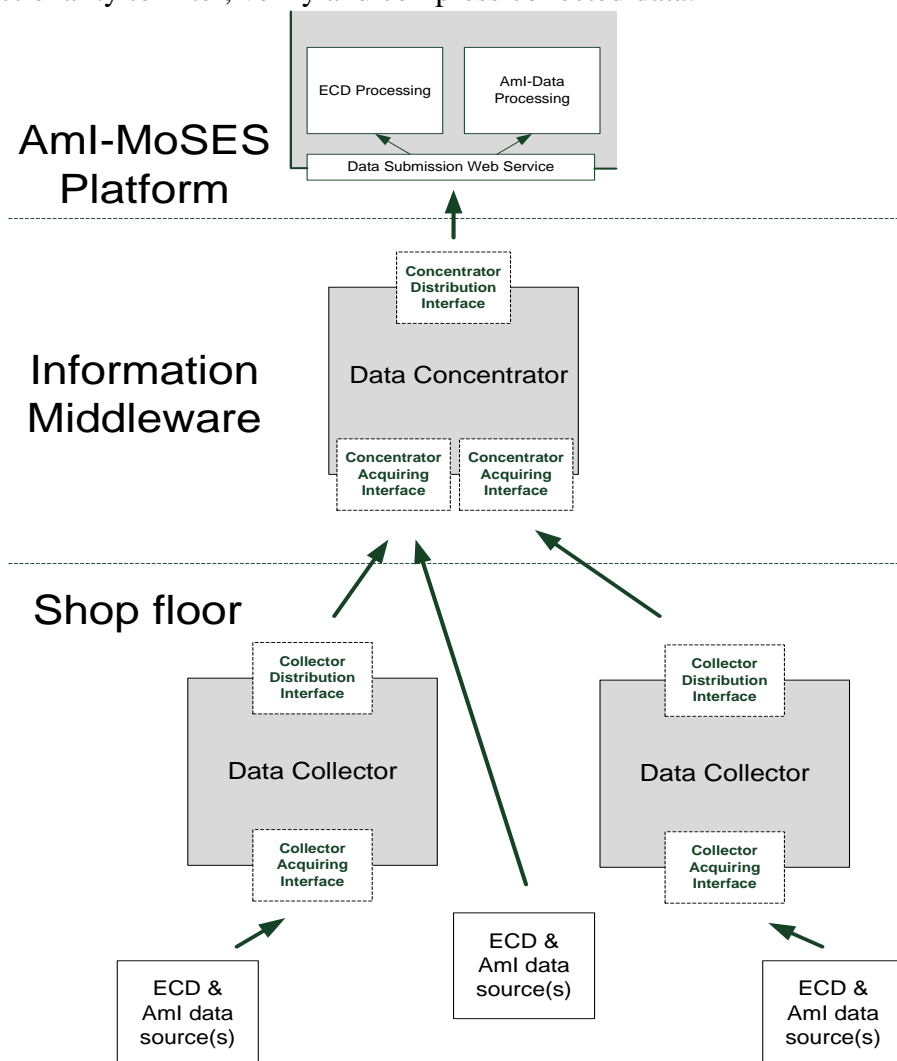 ECD Processing
AmI-Data
Processing
Data Submission Web Service
AmI-MoSES
Platform
Concentrator
Distribution
Interface
Data Concentrator
Information
Middleware
Concentrator
Acquiring
Interface
Concentrator
Acquiring
Interface
Shop floor
Collector
Distribution
Interface
Data Collector
Collector
Acquiring
Interface
Collector
Distribution
Interface
Data Collector
Collector
Acquiring
Interface
ECD &
AmI data
source(s)
ECD &
AmI data
source(s)
ECD &
AmI data
source(s)